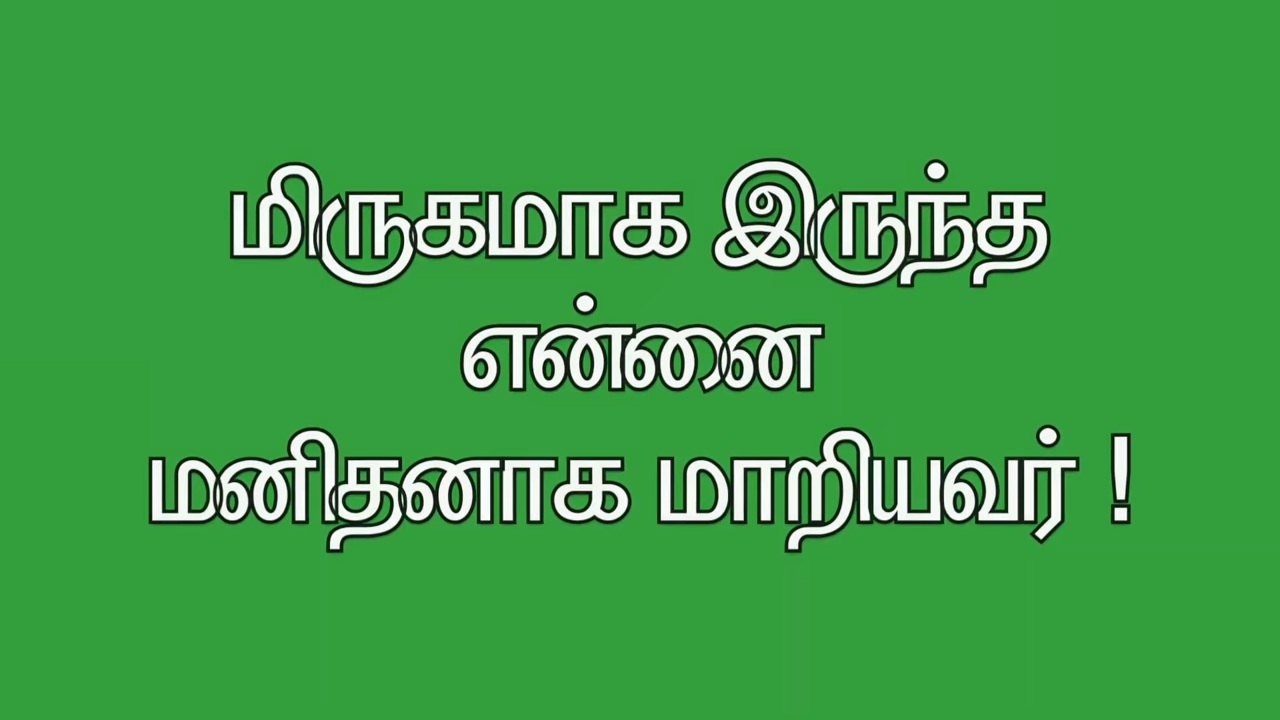 மிருகமாக இருந்த
என்னை
மனிதனாக மாறியவர் !